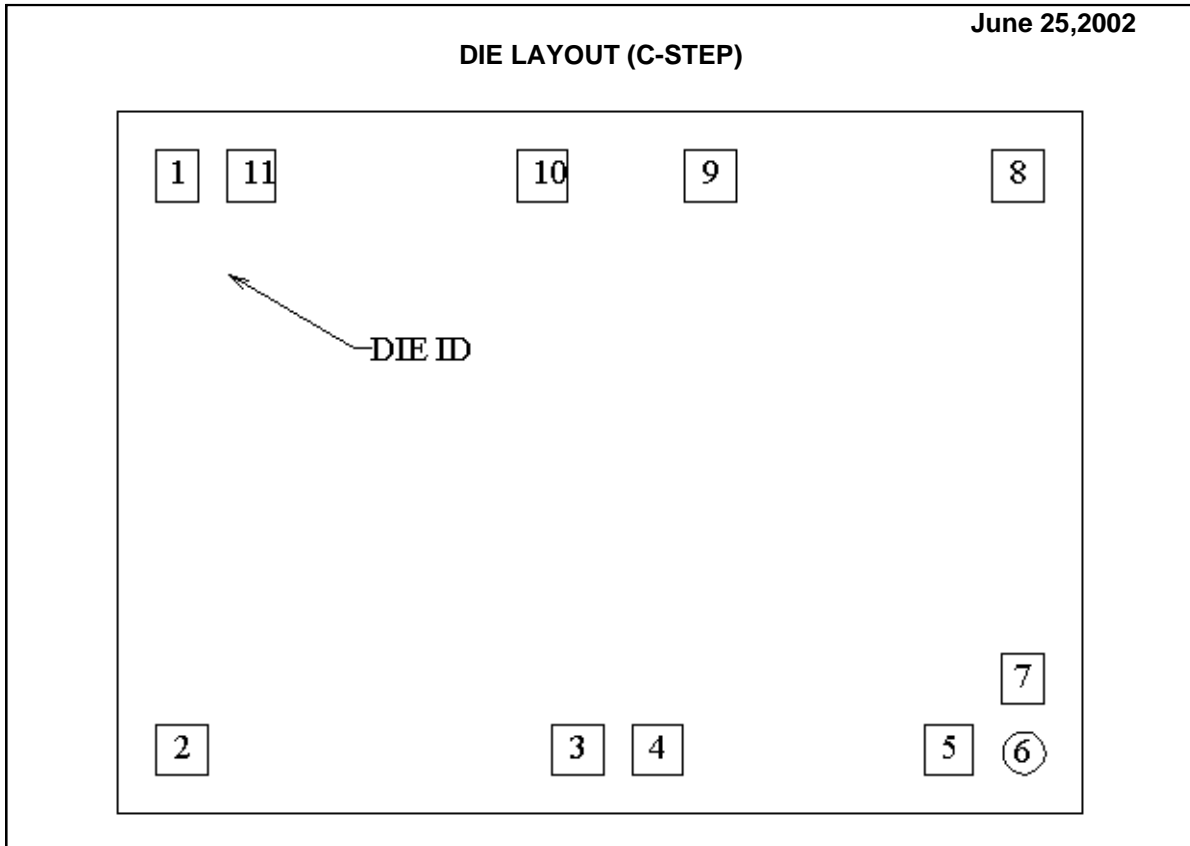 June 25,2002
DIE LAYOUT (C-STEP)
1 11 10 9 8
DIE ID
7
2 3 4 5 6